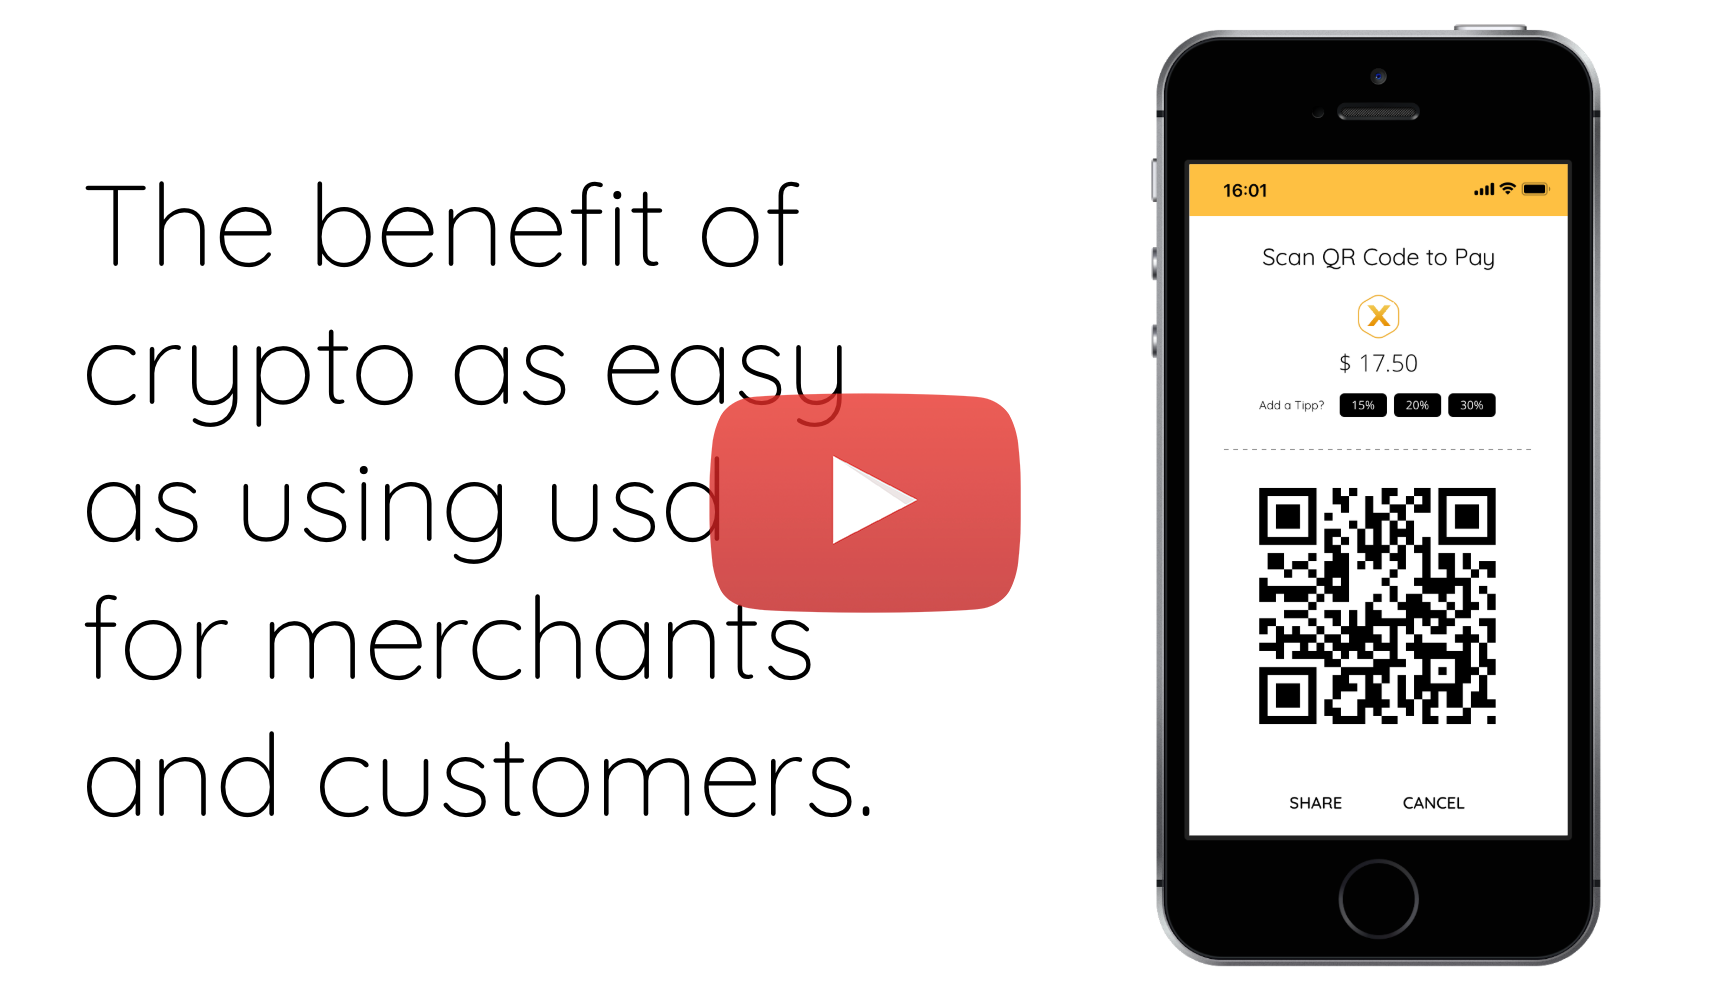 The benefit of
crypto as easy
as using usd
for merchants
and customers.
16:01
Scan QR Code to Pay
X
$ 17.50
Add a Tipp? 15% 20% 30%
SHARE CANCEL